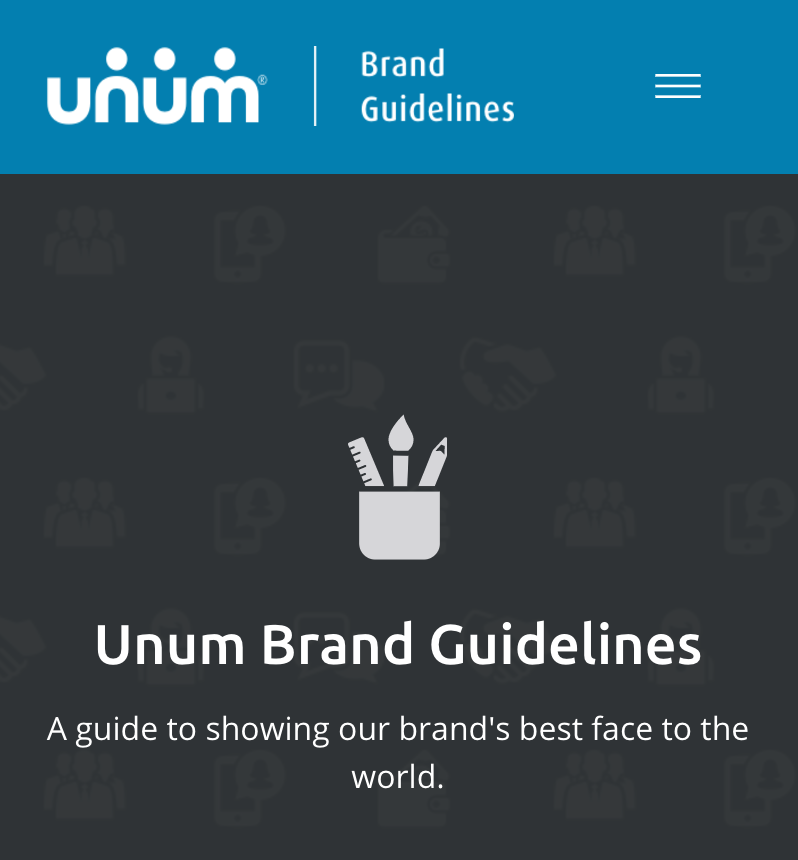 unum®
Brand
Guidelines
Unum Brand Guidelines
A guide to showing our brand's best face to the
world.